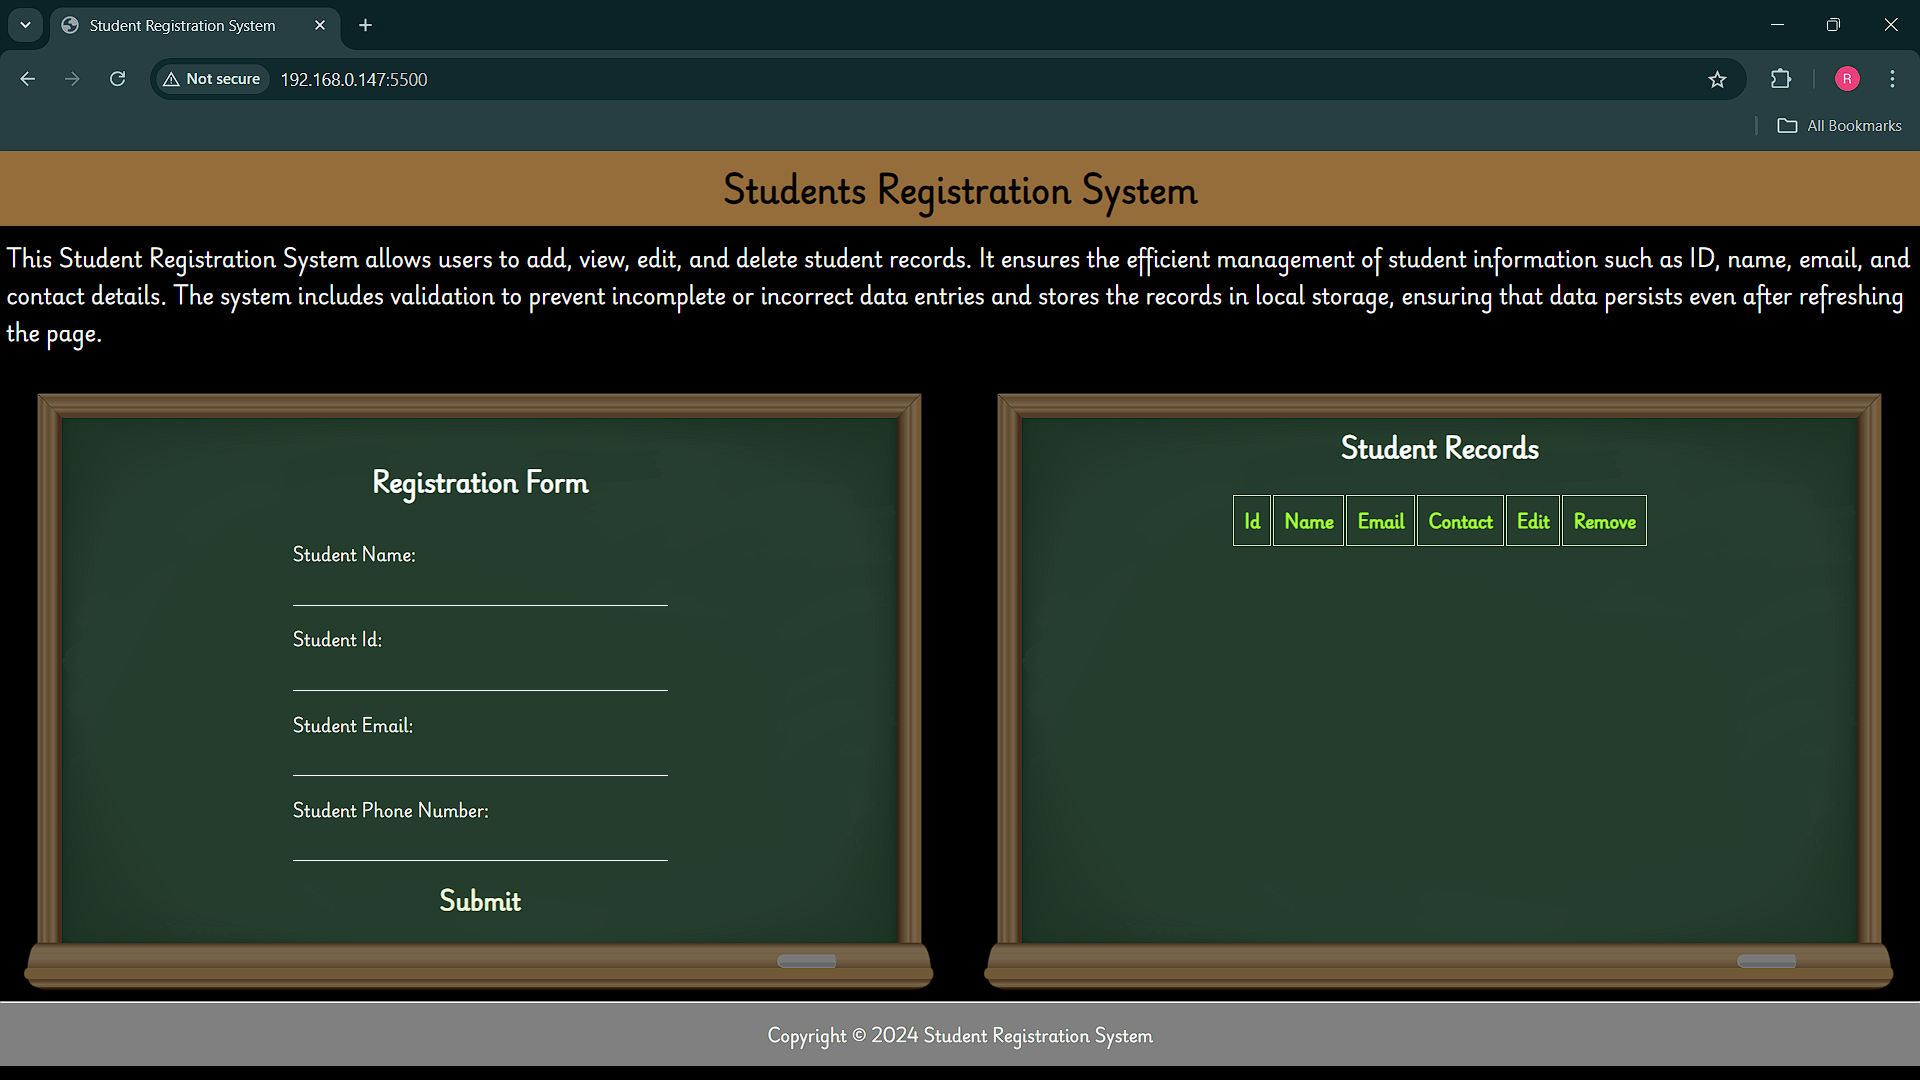 Student Registration System
Not secure
192.168.0.147:5500
R
All Bookmarks
Students Registration System
This Student Registration System allows users to add, view, edit, and delete student records. It ensures the efficient management of student information such as ID, name, email, and
contact details. The system includes validation to prevent incomplete or incorrect data entries and stores the records in local storage, ensuring that data persists even after refreshing
the page.
Registration Form
Student Name:
Student Id:
Student Email:
Student Phone Number:
Submit
Student Records
Id Name Email Contact Edit Remove
Copyright © 2024 Student Registration System